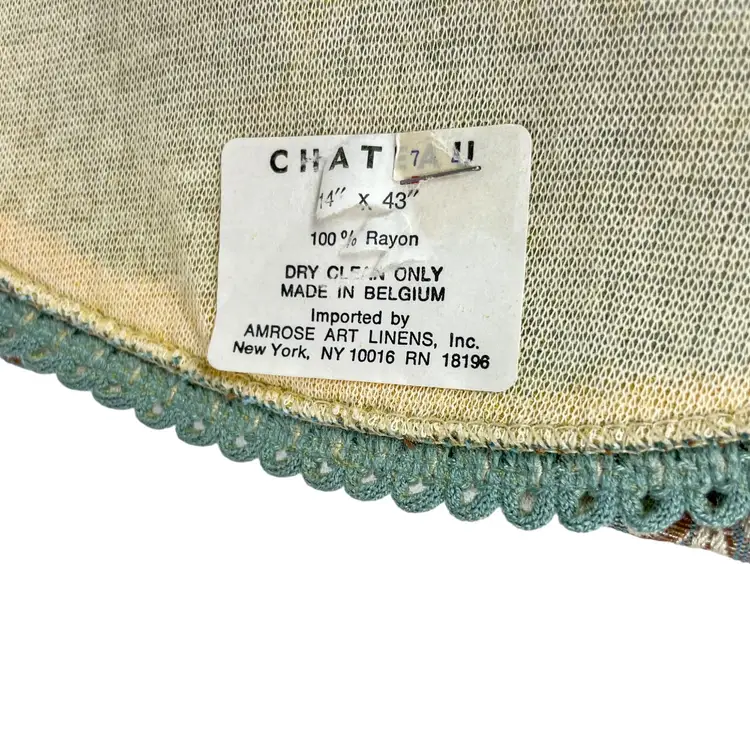 CHATEAU
14" x 43"
100% Rayon
DRY CLEAN ONLY
MADE IN BELGIUM
Imported by
AMROSE ART LINENS, Inc.
New York, NY 10016 RN 18196